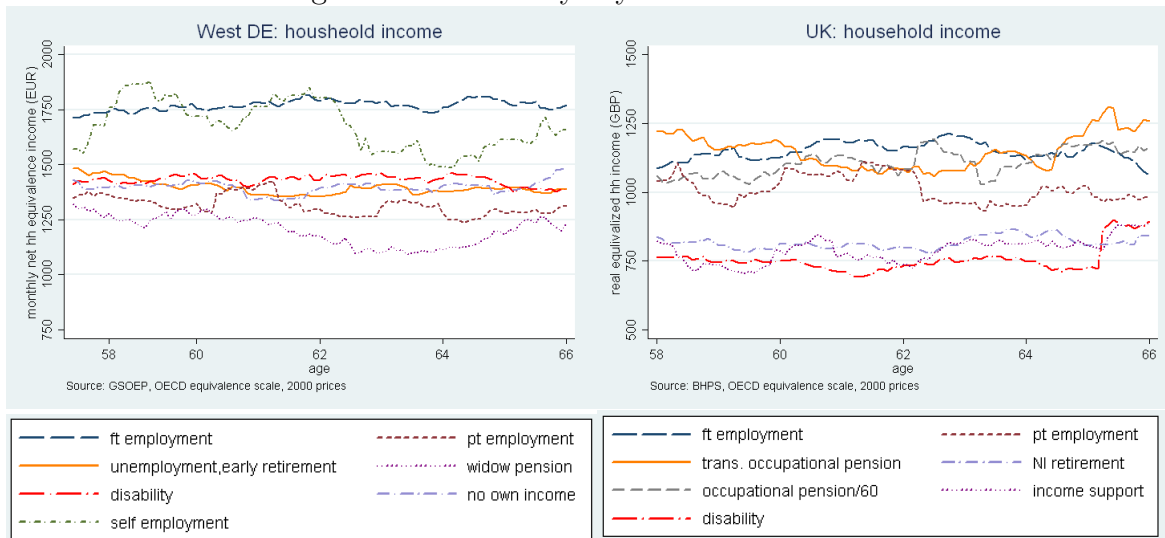 West DE: housheold income
monthly net hh equivalence income (EUR)
2000
1750
1500
1250
1000
750
58
60
62
64
66
age
Source: GSOEP, OECD equivalence scale, 2000 prices
ft employment
pt employment
unemployment,early retirement
widow pension
disability
no own income
self employment
UK: household income
real equlivalized hh income (GBP)
1500
1250
1000
750
500
58
60
62
64
66
age
Source: BHPS, OECD equivalence scale, 2000 prices
ft employment
pt employment
trans. occupational pension
NI retirement
occupational pension/60
income support
disability